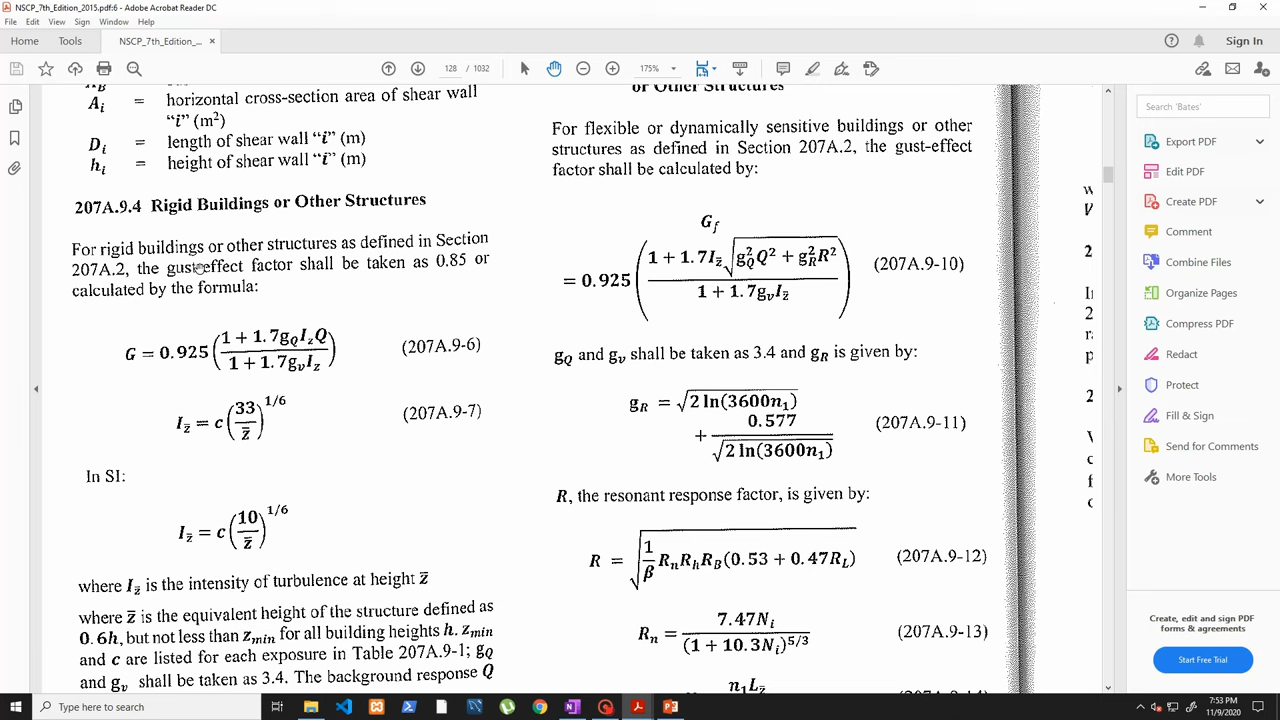 NSCP_7th_Edition_2015.pdf:6 - Adobe Acrobat Reader DC
File Edit View Sign Window Help
Home Tools NSCP_7th_Edition_... × Sign In
128 / 1032 175%
A_i = horizontal cross-section area of shear wall
"i" (m²)
D_i = length of shear wall "i" (m)
h_i = height of shear wall "i" (m)
207A.9.4 Rigid Buildings or Other Structures
For rigid buildings or other structures as defined in Section
207A.2, the gust-effect factor shall be taken as 0.85 or
calculated by the formula:
G = 0.925 ( (1 + 1.7g_Q I_z Q) / (1 + 1.7g_v I_z) ) (207A.9-6)
I_z̄ = c (33 / z̄)^1/6 (207A.9-7)
In SI:
I_z̄ = c (10 / z̄)^1/6
where I_z̄ is the intensity of turbulence at height z̄
where z̄ is the equivalent height of the structure defined as
0.6h, but not less than z_min for all building heights h. z_min
and c are listed for each exposure in Table 207A.9-1; g_Q
and g_v shall be taken as 3.4. The background response Q
or Other Structures
For flexible or dynamically sensitive buildings or other
structures as defined in Section 207A.2, the gust-effect
factor shall be calculated by:
G_f
= 0.925 ( (1 + 1.7I_z̄ √(g_Q² Q² + g_R² R²)) / (1 + 1.7g_v I_z̄) ) (207A.9-10)
g_Q and g_v shall be taken as 3.4 and g_R is given by:
g_R = √(2 ln(3600n_1))
+ 0.577 / √(2 ln(3600n_1)) (207A.9-11)
R, the resonant response factor, is given by:
R = √( (1/β) R_n R_h R_B (0.53 + 0.47R_L) ) (207A.9-12)
R_n = 7.47N_i / (1 + 10.3N_i)^5/3 (207A.9-13)
n_1 L_z̄
Search 'Bates'
Export PDF
Edit PDF
Create PDF
Comment
Combine Files
Organize Pages
Compress PDF
Redact
Protect
Fill & Sign
Send for Comments
More Tools
Create, edit and sign PDF
forms & agreements
Start Free Trial
Type here to search
7:53 PM
11/9/2020